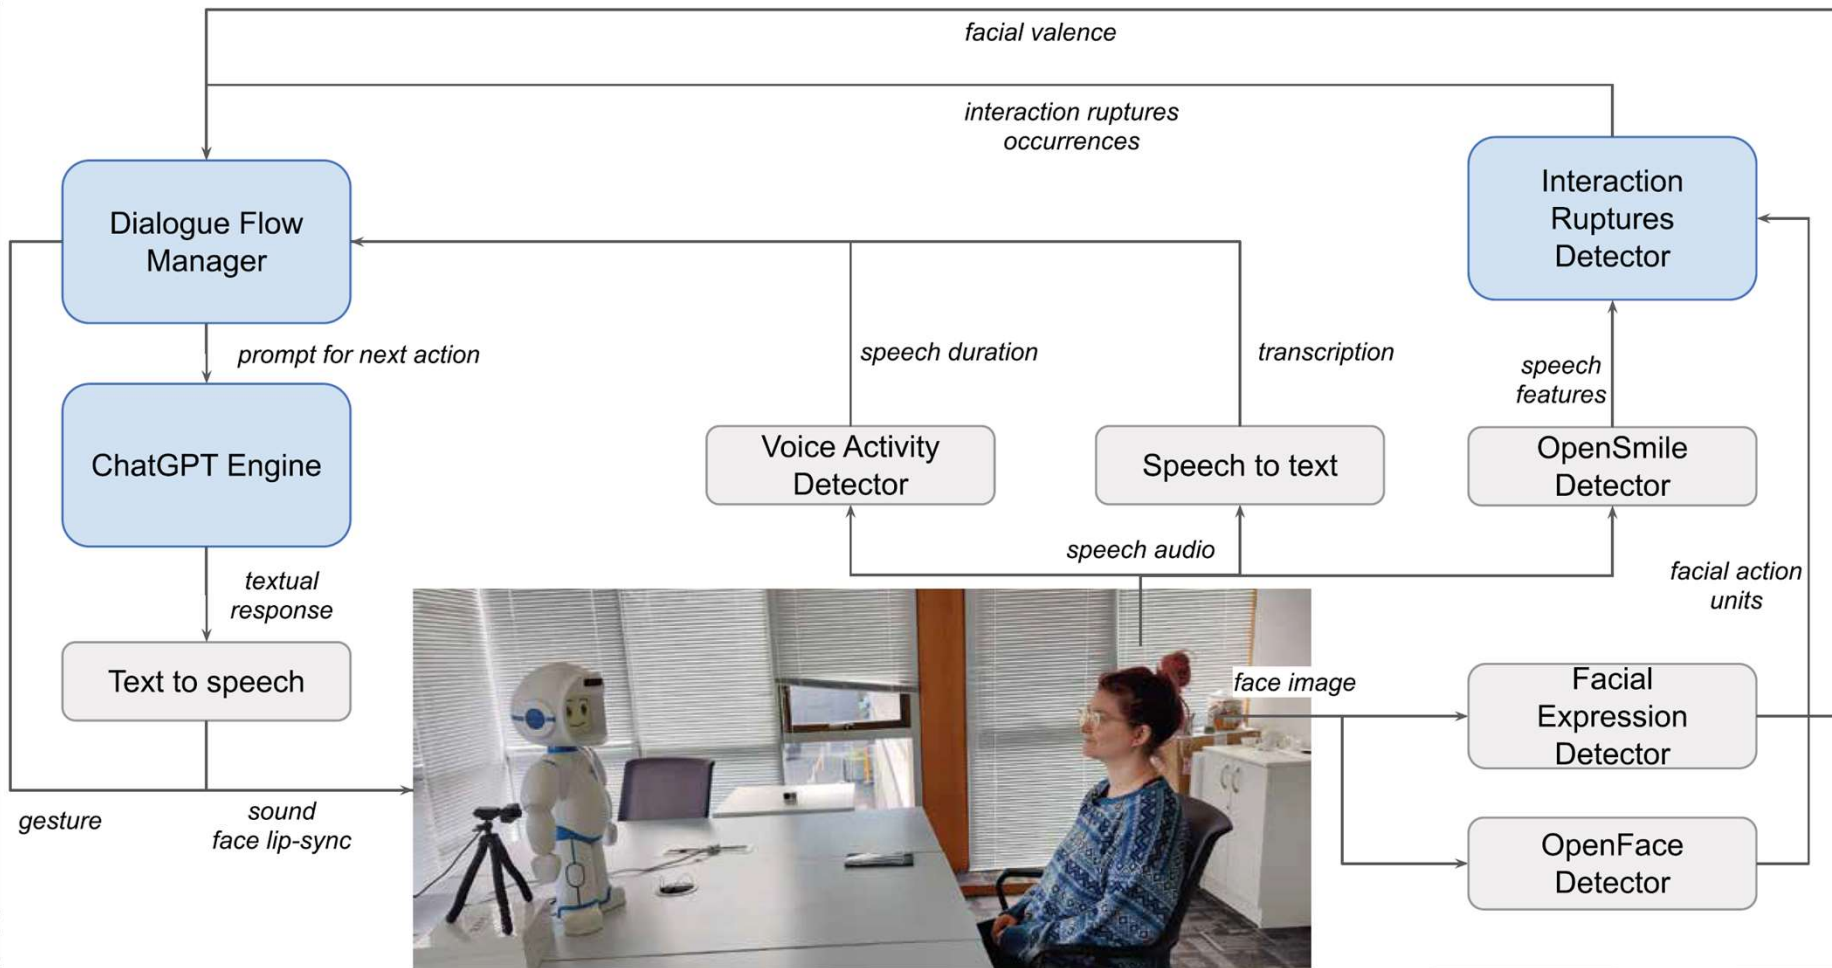 facial valence
interaction ruptures
occurrences
Dialogue Flow
Manager
Interaction
Ruptures
Detector
prompt for next action
speech duration
transcription
speech
features
ChatGPT Engine
Voice Activity
Detector
Speech to text
OpenSmile
Detector
speech audio
textual
response
facial action
units
Text to speech
face image
Facial
Expression
Detector
gesture
sound
face lip-sync
OpenFace
Detector